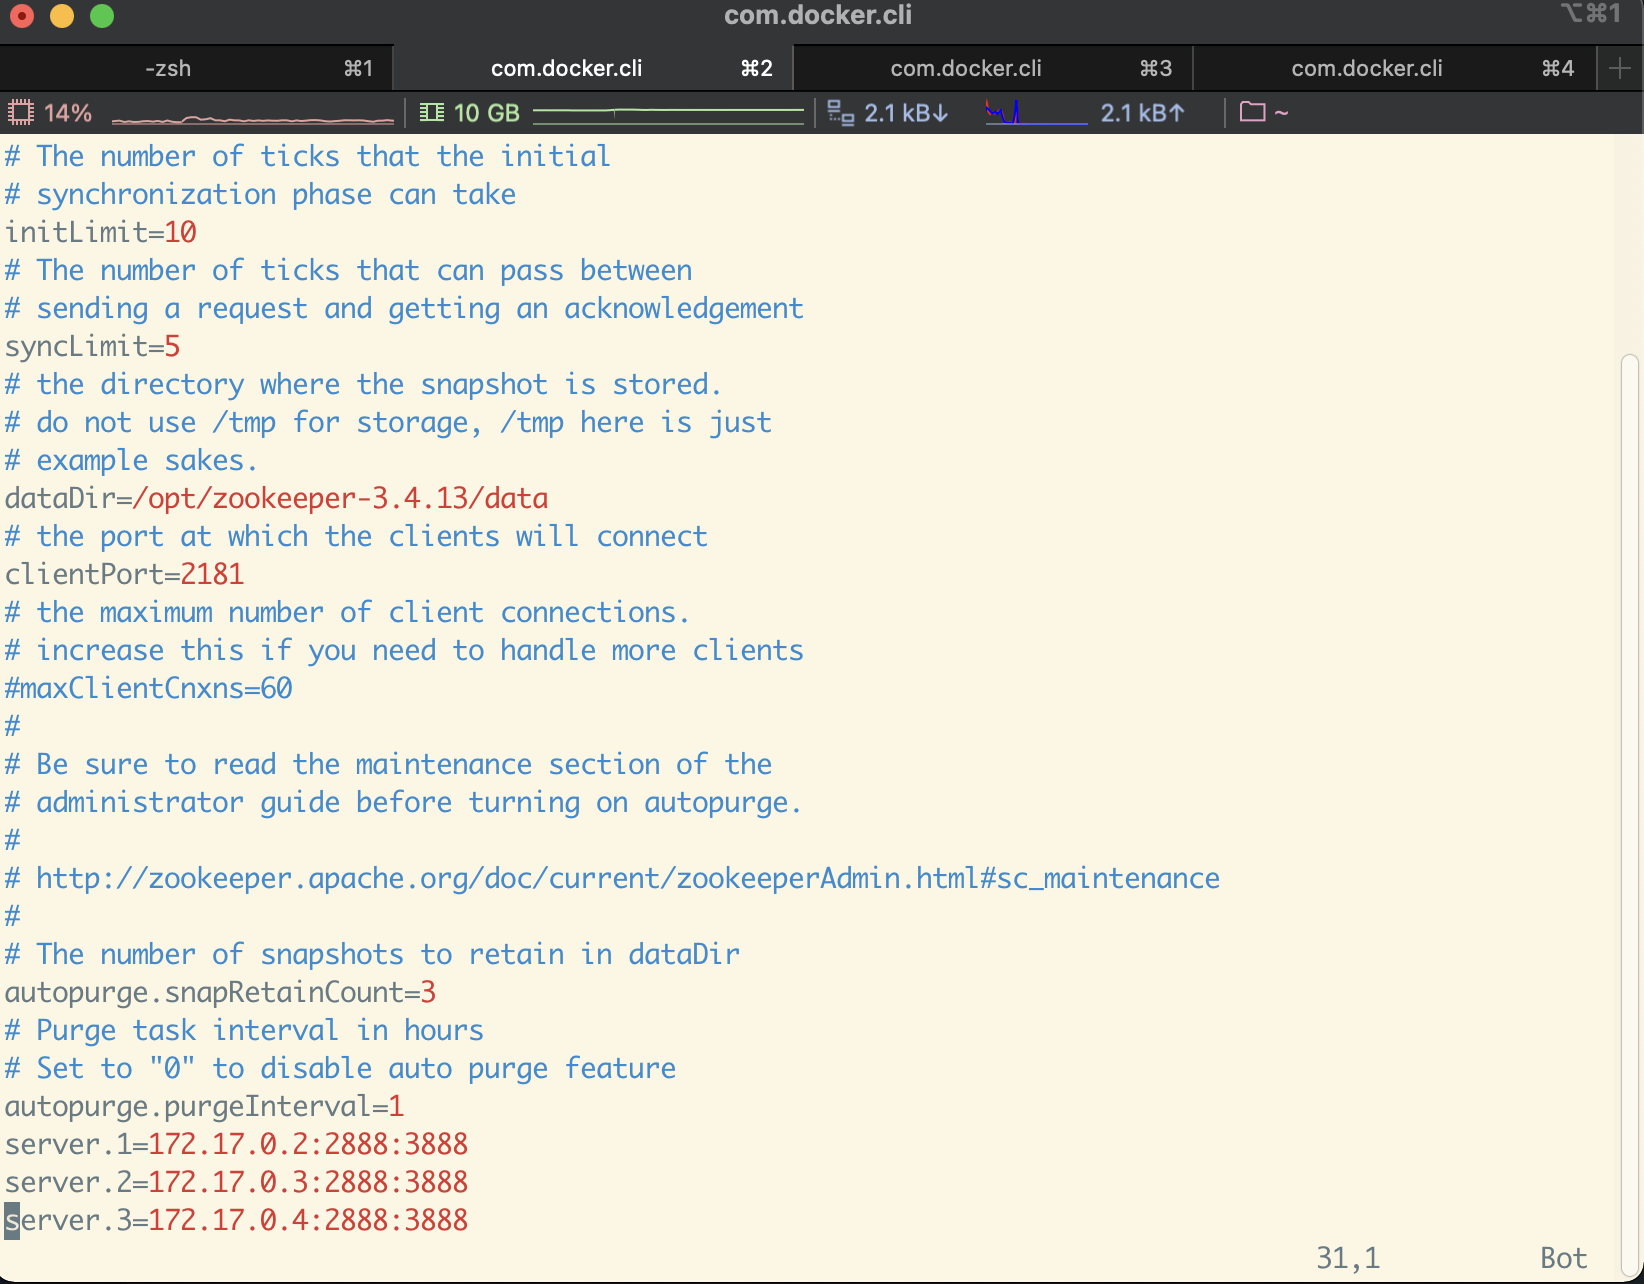 com.docker.cli
⌥⌘1
-zsh ⌘1 com.docker.cli ⌘2 com.docker.cli ⌘3 com.docker.cli ⌘4 +
14% 10 GB 2.1 kB↓ 2.1 kB↑ ~
# The number of ticks that the initial
# synchronization phase can take
initLimit=10
# The number of ticks that can pass between
# sending a request and getting an acknowledgement
syncLimit=5
# the directory where the snapshot is stored.
# do not use /tmp for storage, /tmp here is just
# example sakes.
dataDir=/opt/zookeeper-3.4.13/data
# the port at which the clients will connect
clientPort=2181
# the maximum number of client connections.
# increase this if you need to handle more clients
#maxClientCnxns=60
#
# Be sure to read the maintenance section of the
# administrator guide before turning on autopurge.
#
# http://zookeeper.apache.org/doc/current/zookeeperAdmin.html#sc_maintenance
#
# The number of snapshots to retain in dataDir
autopurge.snapRetainCount=3
# Purge task interval in hours
# Set to "0" to disable auto purge feature
autopurge.purgeInterval=1
server.1=172.17.0.2:2888:3888
server.2=172.17.0.3:2888:3888
server.3=172.17.0.4:2888:3888
31,1 Bot